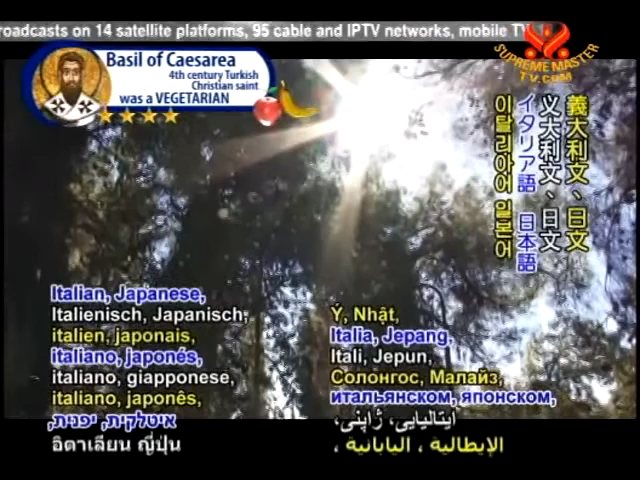 roadcasts on 14 satellite platforms, 95 cable and IPTV networks, mobile TV,
Basil of Caesarea
4th century Turkish
Christian saint
was a VEGETARIAN
SUPREME MASTER
TV.COM
義大利文、日文
义大利文、日文
イタリア語 日本語
이탈리아어 일본어
Italian, Japanese,
Italienisch, Japanisch,
italien, japonais,
italiano, japonés,
italiano, giapponese,
italiano, japonês,
איטלקית, יפנית,
อิตาเลียน ญี่ปุ่น
Ý, Nhật,
Italia, Jepang,
Itali, Jepun,
Солонгос, Малайз,
итальянском, японском,
ایتالیایی، ژاپنی،
الإيطالية ، اليابانية ،